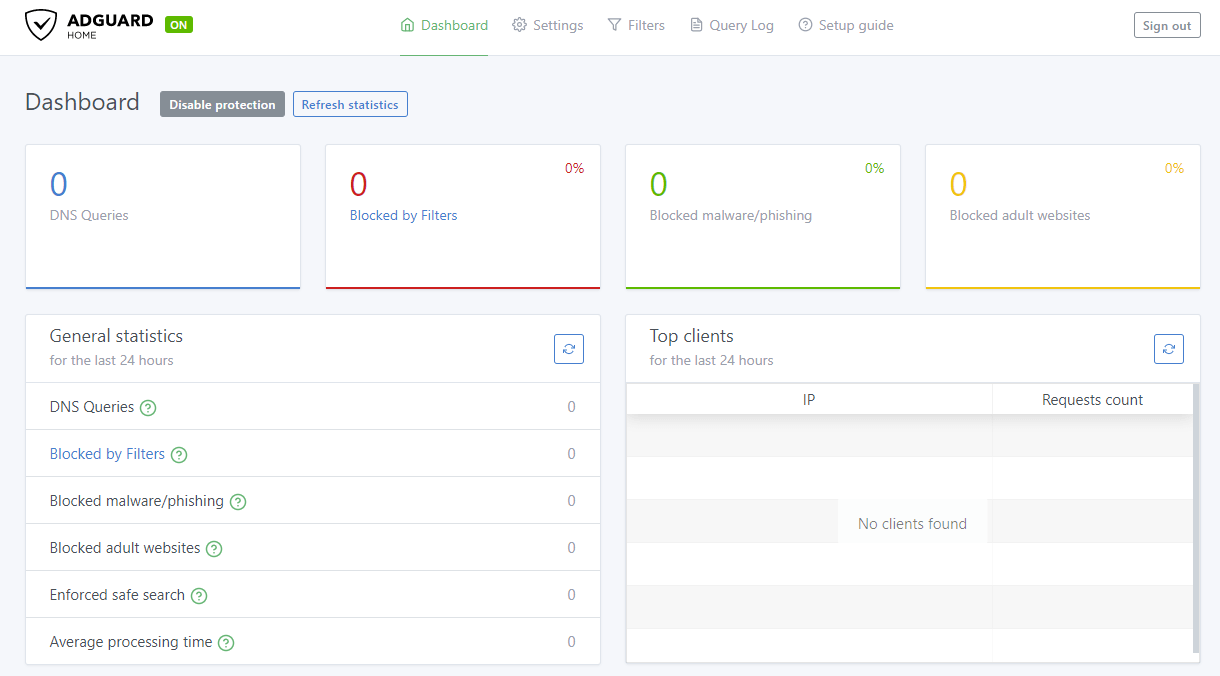 ADGUARD ON
HOME
Dashboard Settings Filters Query Log Setup guide Sign out
Dashboard Disable protection Refresh statistics
0
DNS Queries
0%
0
Blocked by Filters
0%
0
Blocked malware/phishing
0%
0
Blocked adult websites
General statistics
for the last 24 hours
DNS Queries ? 0
Blocked by Filters ? 0
Blocked malware/phishing ? 0
Blocked adult websites ? 0
Enforced safe search ? 0
Average processing time ? 0
Top clients
for the last 24 hours
IP Requests count
No clients found